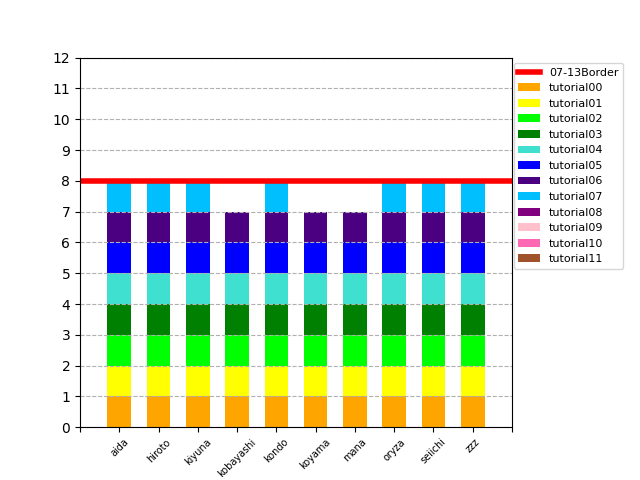 12
11
10
9
8
7
6
5
4
3
2
1
0
aida
hiroto
kiyuna
kobayashi
kondo
koyama
mana
oryza
seiichi
zzz
07-13Border
tutorial00
tutorial01
tutorial02
tutorial03
tutorial04
tutorial05
tutorial06
tutorial07
tutorial08
tutorial09
tutorial10
tutorial11